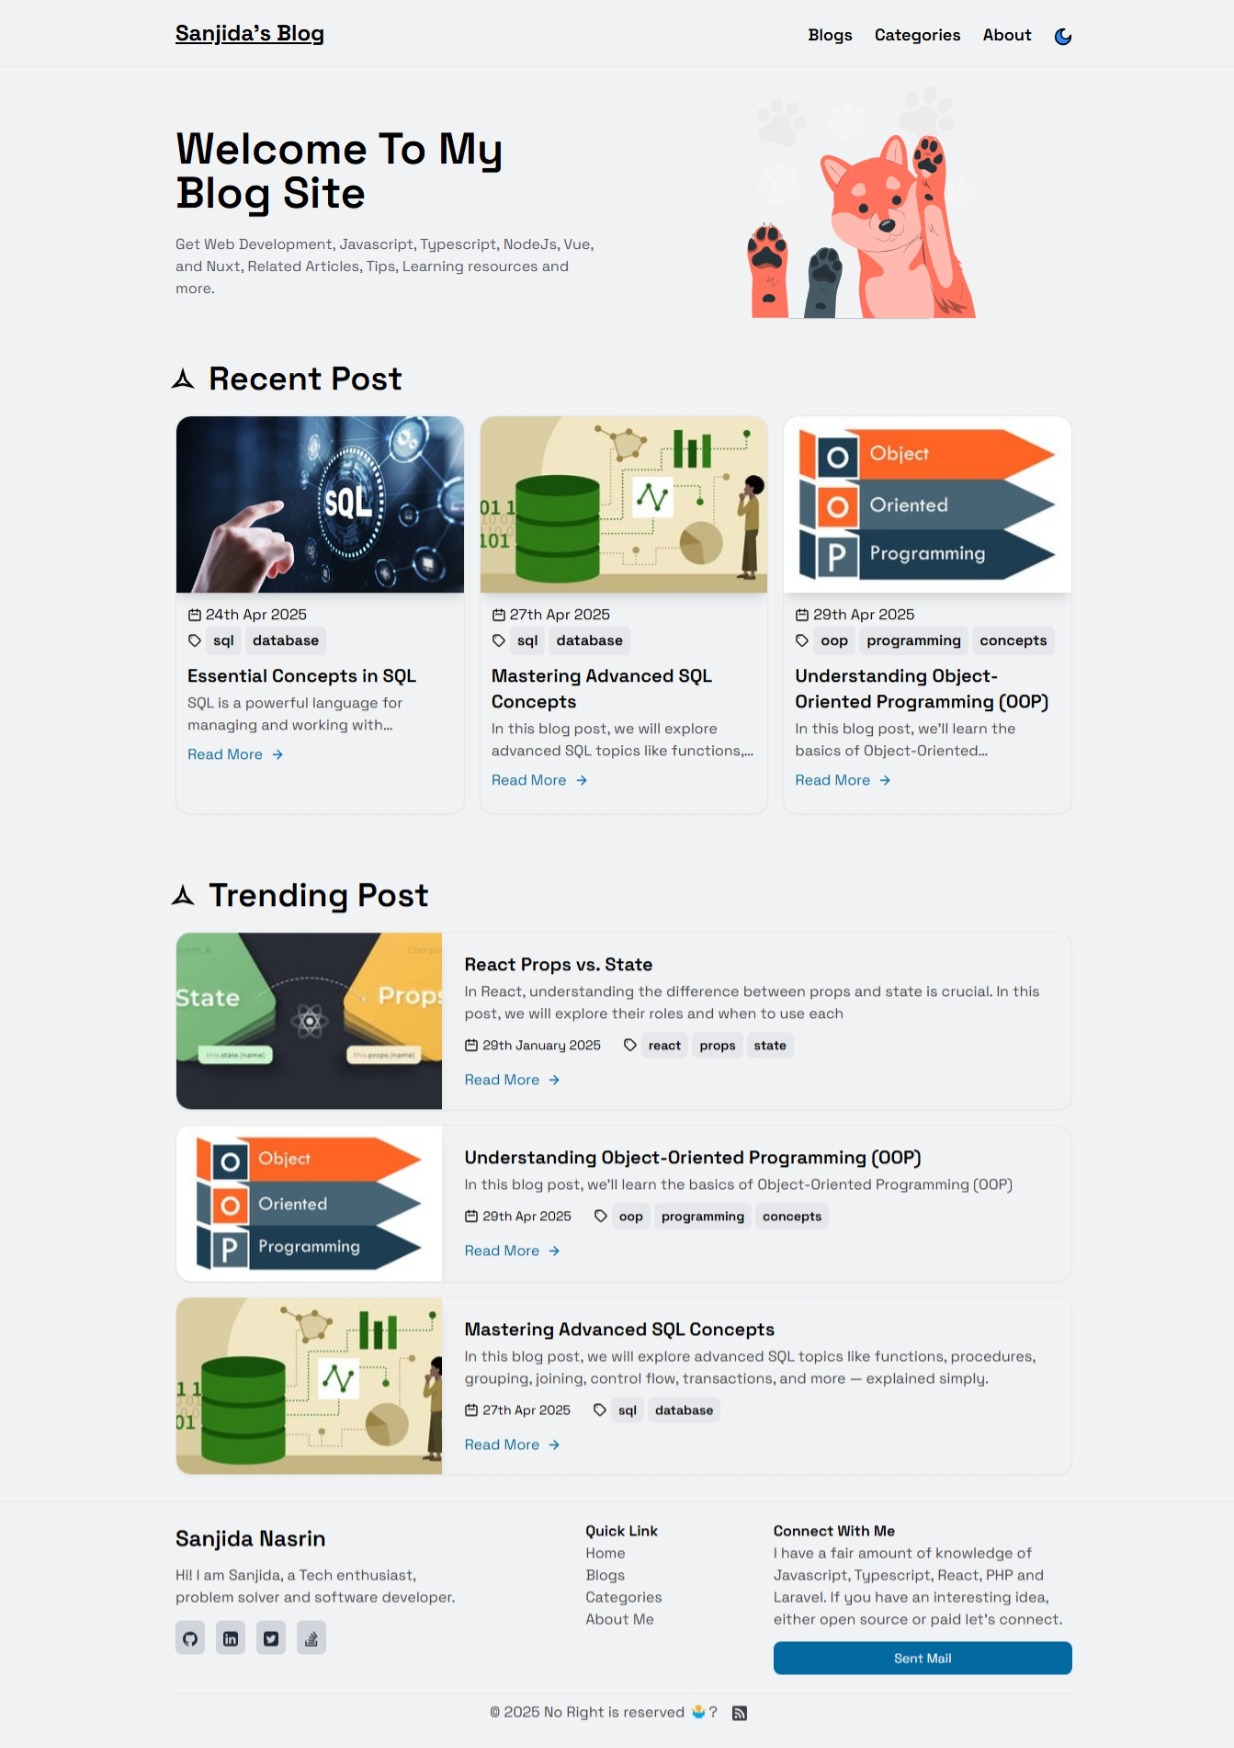 Sanjida's Blog
Blogs Categories About
Welcome To My
Blog Site
Get Web Development, Javascript, Typescript, NodeJs, Vue,
and Nuxt, Related Articles, Tips, Learning resources and
more.
Recent Post
SQL
24th Apr 2025
sql database
Essential Concepts in SQL
SQL is a powerful language for
managing and working with...
Read More
01 1
101
27th Apr 2025
sql database
Mastering Advanced SQL
Concepts
In this blog post, we will explore
advanced SQL topics like functions,...
Read More
O Object
O Oriented
P Programming
29th Apr 2025
oop programming concepts
Understanding Object-
Oriented Programming (OOP)
In this blog post, we'll learn the
basics of Object-Oriented...
Read More
Trending Post
State Props
this.state.[name] this.props.[name]
React Props vs. State
In React, understanding the difference between props and state is crucial. In this
post, we will explore their roles and when to use each
29th January 2025 react props state
Read More
O Object
O Oriented
P Programming
Understanding Object-Oriented Programming (OOP)
In this blog post, we'll learn the basics of Object-Oriented Programming (OOP)
29th Apr 2025 oop programming concepts
Read More
1 1
01
Mastering Advanced SQL Concepts
In this blog post, we will explore advanced SQL topics like functions, procedures,
grouping, joining, control flow, transactions, and more — explained simply.
27th Apr 2025 sql database
Read More
Sanjida Nasrin
Hi! I am Sanjida, a Tech enthusiast,
problem solver and software developer.
Quick Link
Home
Blogs
Categories
About Me
Connect With Me
I have a fair amount of knowledge of
Javascript, Typescript, React, PHP and
Laravel. If you have an interesting idea,
either open source or paid let's connect.
Sent Mail
© 2025 No Right is reserved 🤷‍♂️ ?